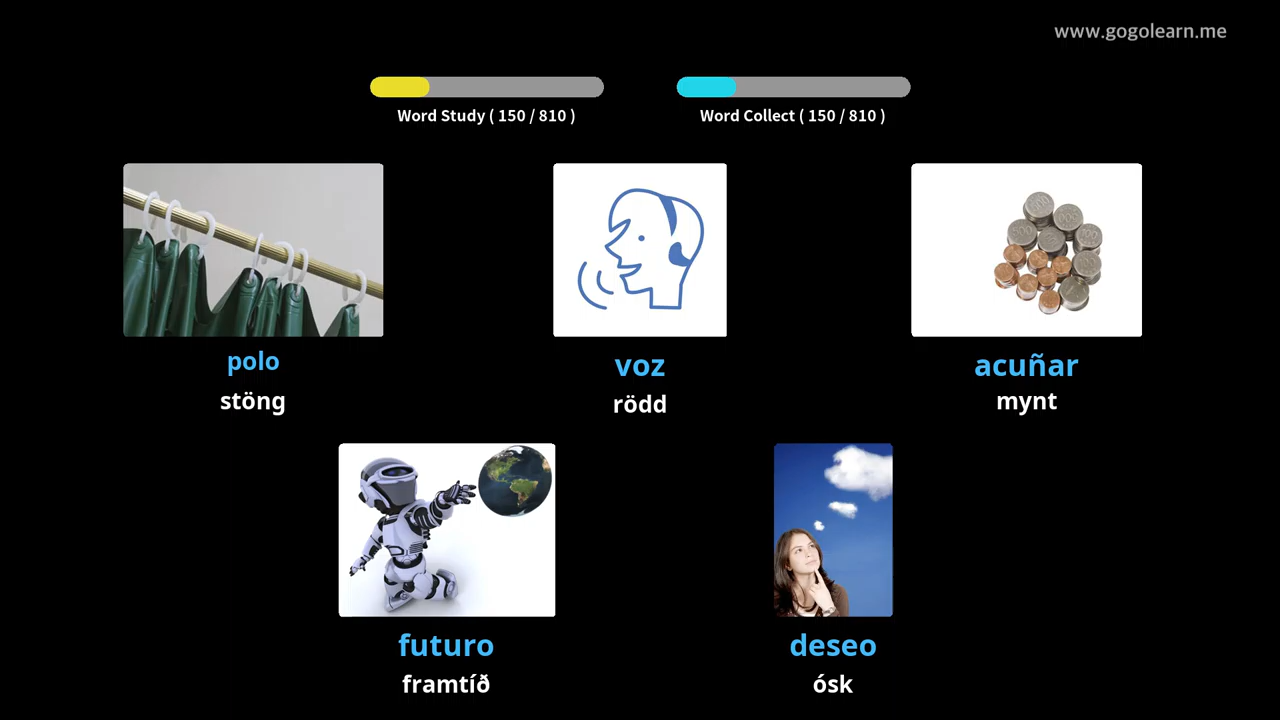 www.gogolearn.me
Word Study ( 150 / 810 )
Word Collect ( 150 / 810 )
polo
stöng
voz
rödd
acuñar
mynt
futuro
framtíð
deseo
ósk